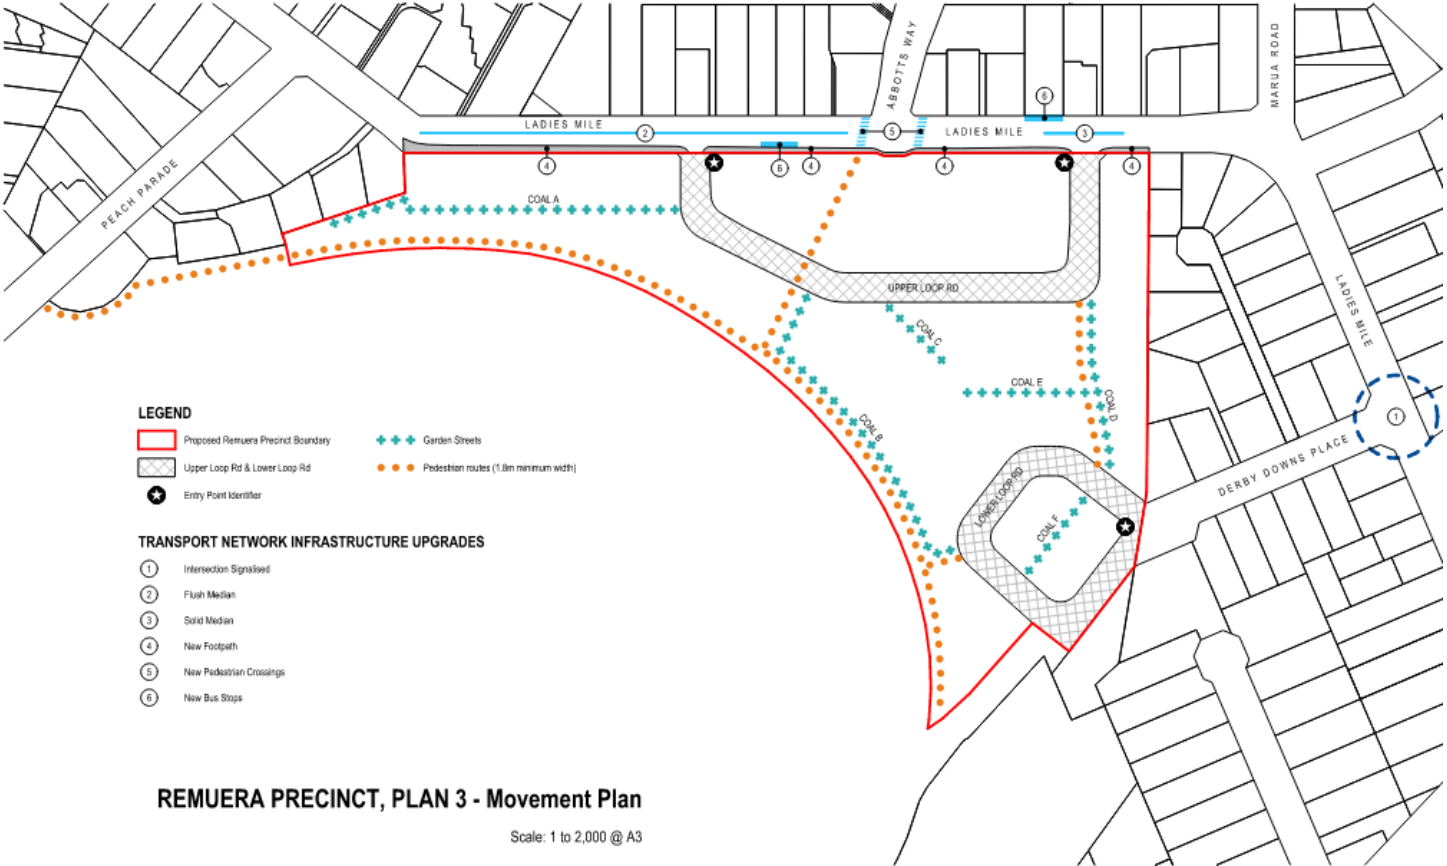 ABBOTTS WAY
MARUA ROAD
6
LADIES MILE
2
5
LADIES MILE
3
4
6
4
4
4
PEACH PARADE
COAL A
UPPER LOOP RD
LADIES MILE
COAL C
COAL E
COAL D
COAL B
1
DERBY DOWNS PLACE
LOWER LOOP RD
COAL F
LEGEND
Proposed Remuera Precinct Boundary
Garden Streets
Upper Loop Rd & Lower Loop Rd
Pedestrian routes (1.8m minimum width)
Entry Point Identifier
TRANSPORT NETWORK INFRASTRUCTURE UPGRADES
1 Intersection Signalised
2 Flush Median
3 Solid Median
4 New Footpath
5 New Pedestrian Crossings
6 New Bus Stops
REMUERA PRECINCT, PLAN 3 - Movement Plan
Scale: 1 to 2,000 @ A3